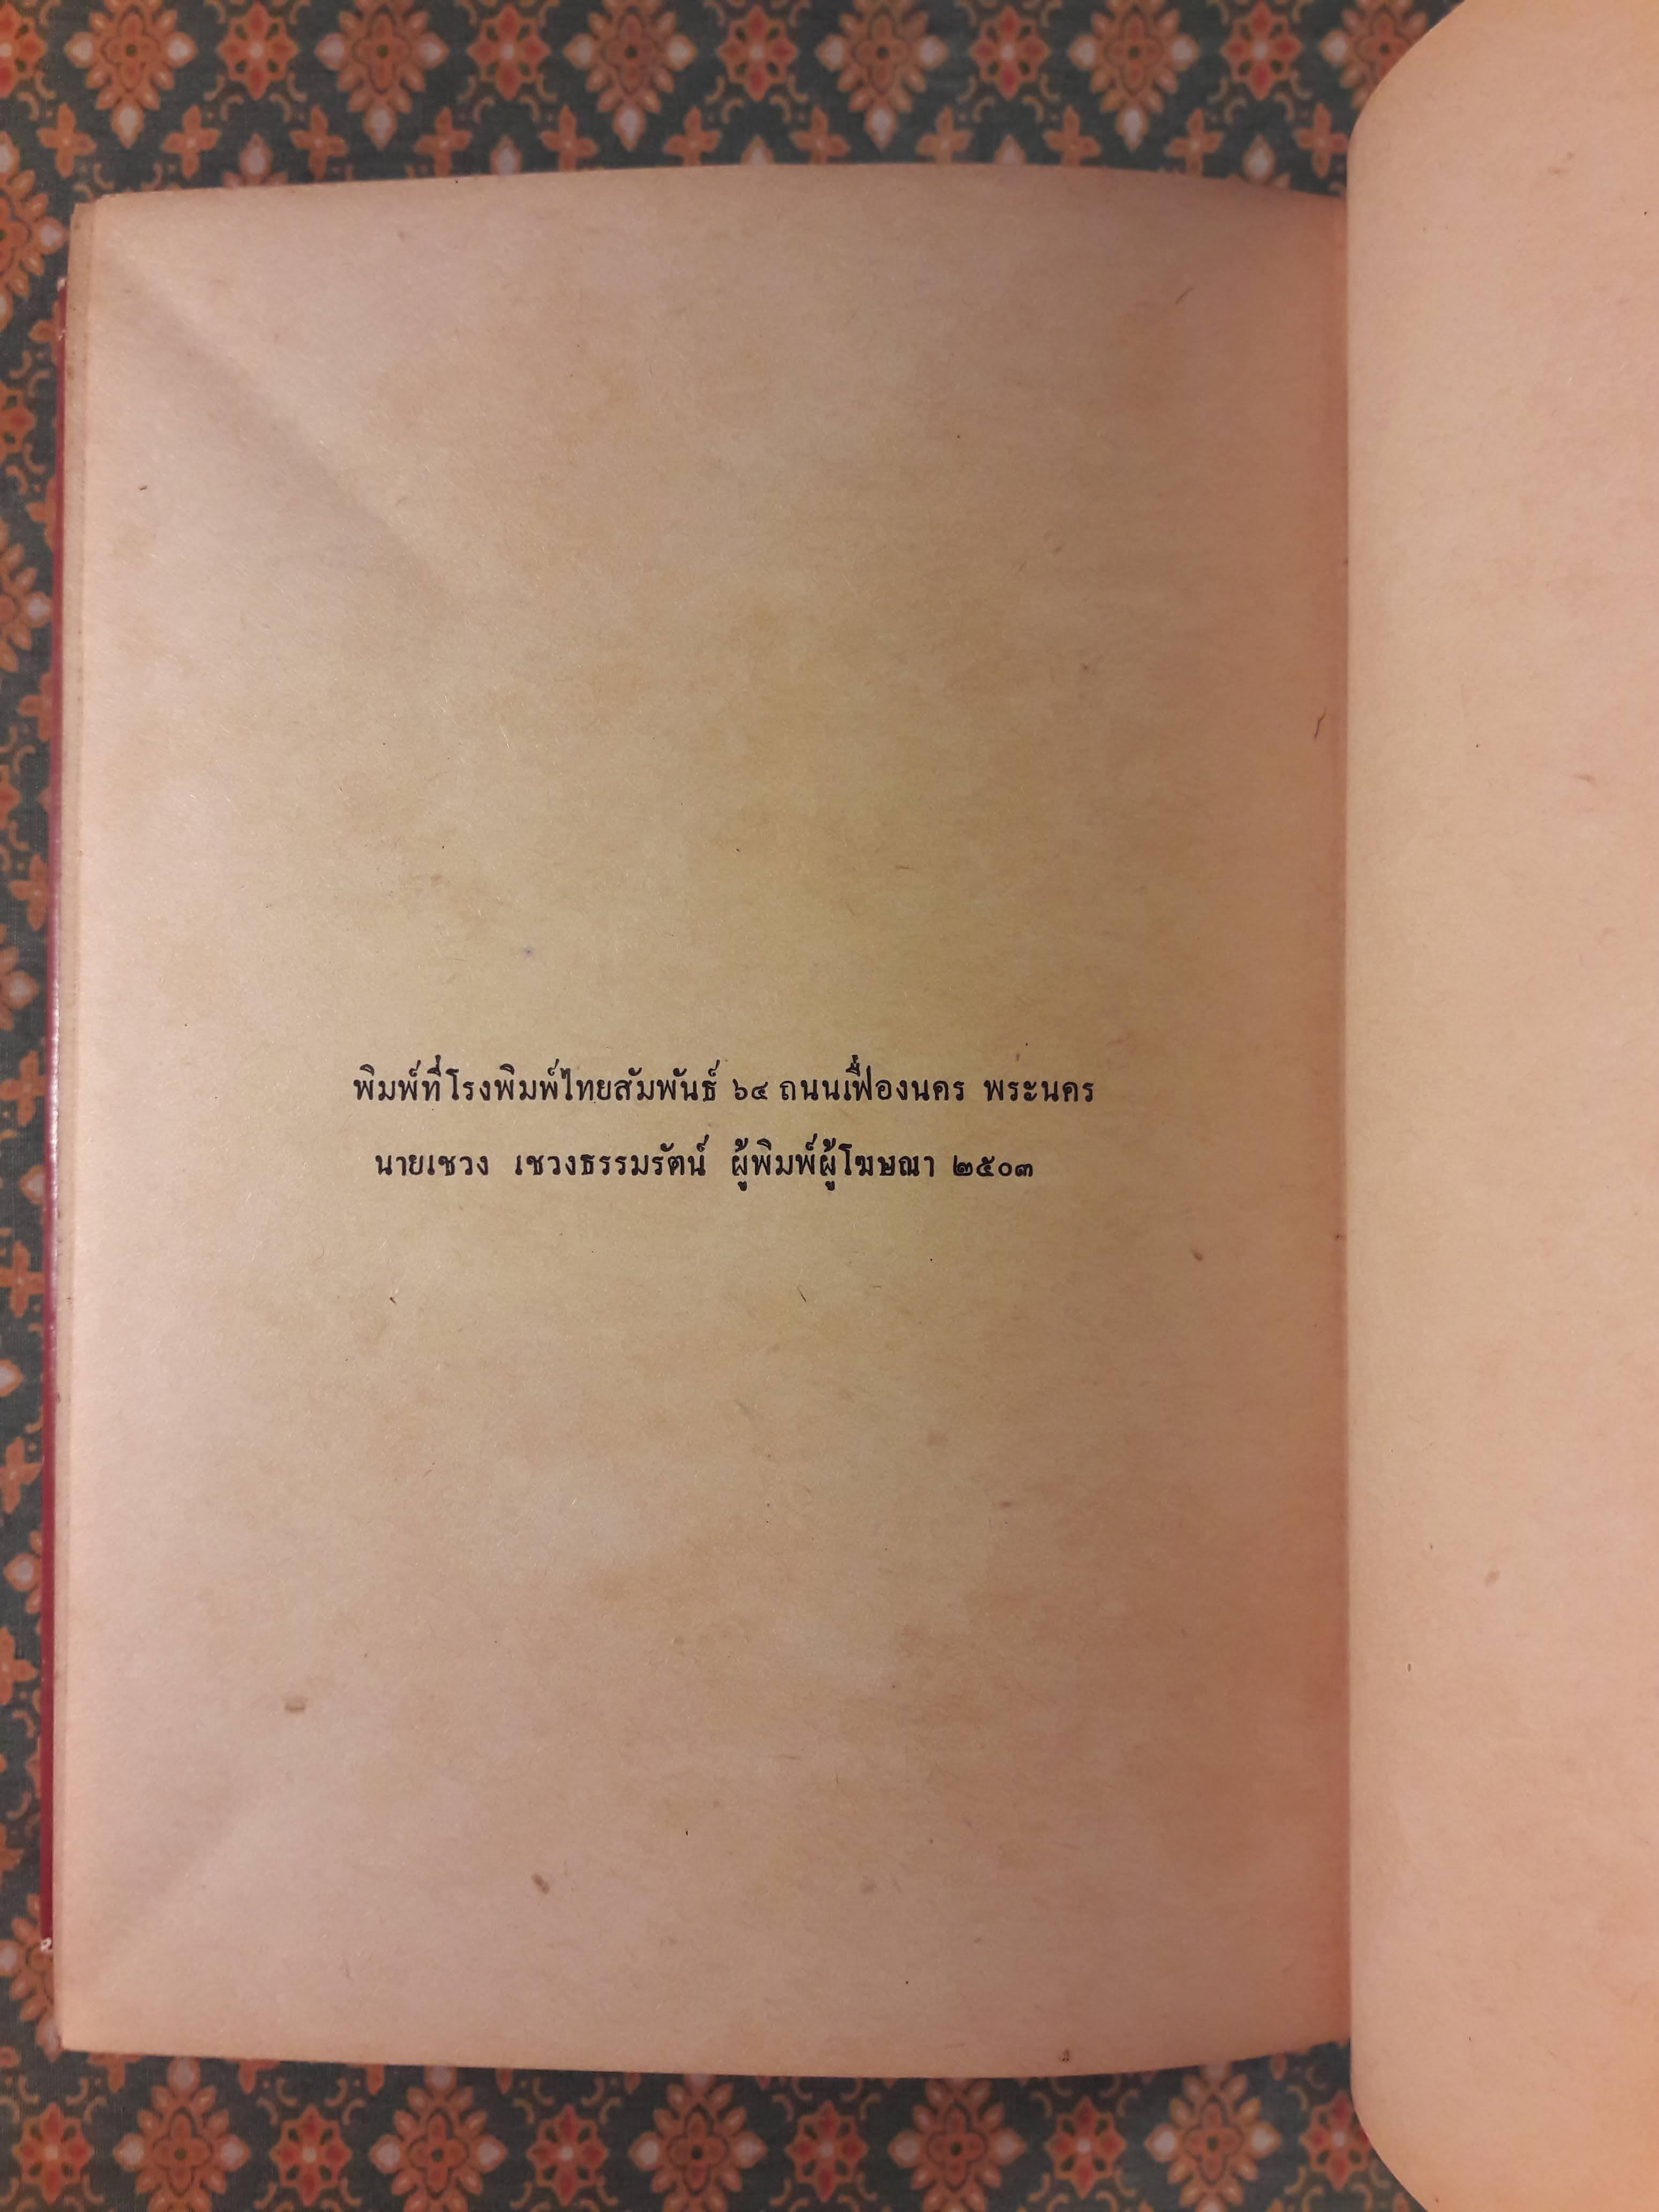 พิมพ์ที่โรงพิมพ์ไทยสัมพันธ์ ๖๔ ถนนเฟื่องนคร พระนคร
นายเชวง เชวงธรรมรัตน์ ผู้พิมพ์ผู้โฆษณา ๒๕๐๓